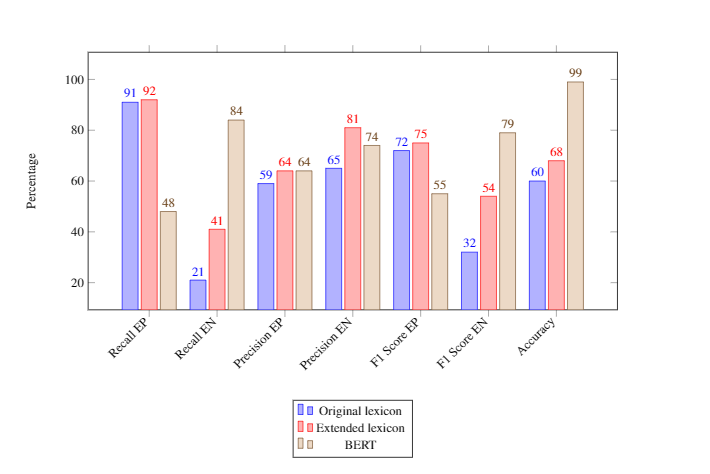 100
80
60
40
20
Percentage
91
92
48
21
41
84
59
64
64
65
81
74
72
75
55
32
54
79
60
68
99
Recall EP
Recall EN
Precision EP
Precision EN
F1 Score EP
F1 Score EN
Accuracy
Original lexicon
Extended lexicon
BERT